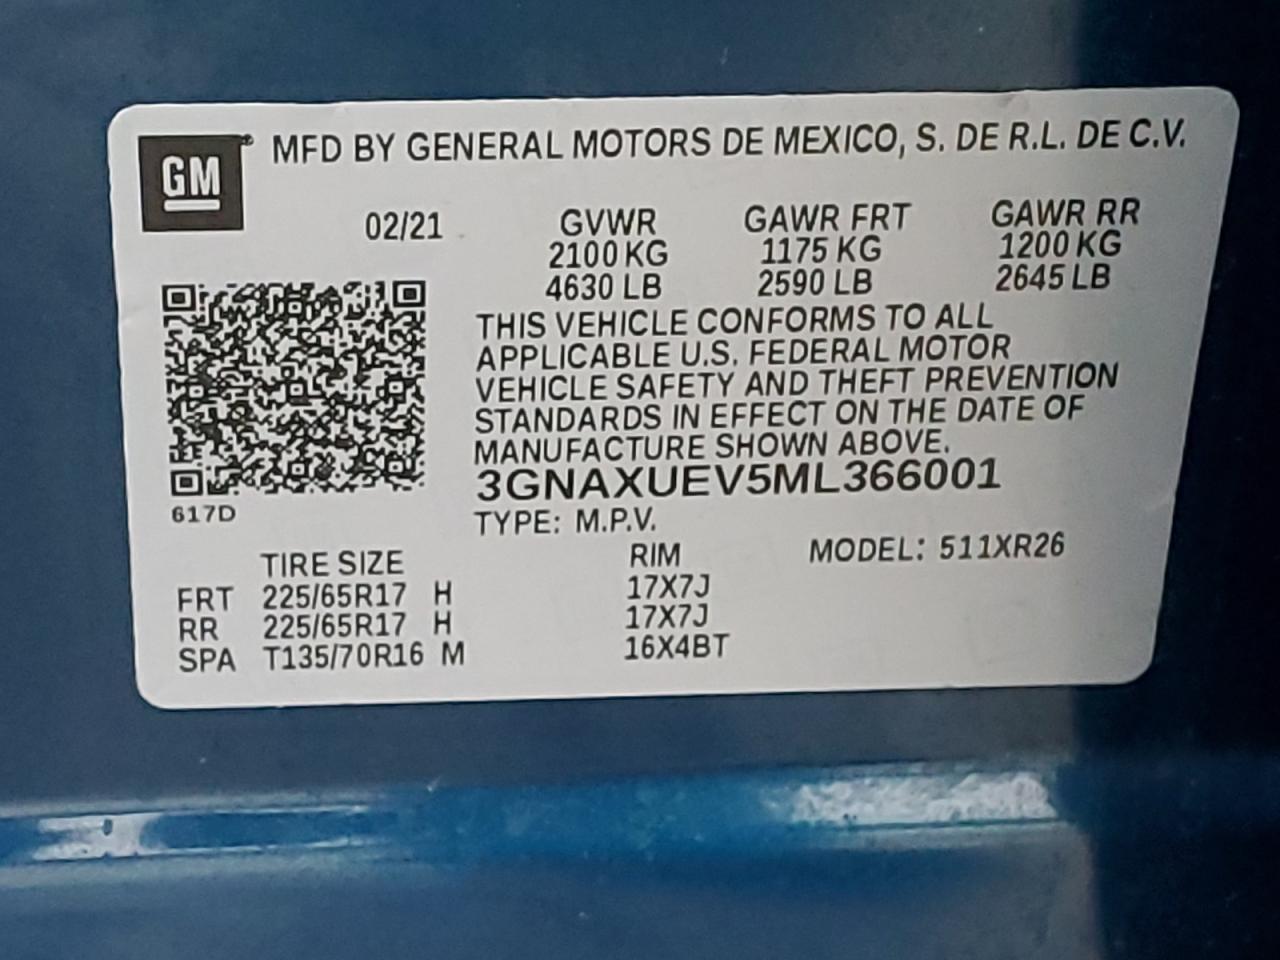 GM
MFD BY GENERAL MOTORS DE MEXICO, S. DE R.L. DE C.V.
02/21 GVWR GAWR FRT GAWR RR
2100 KG 1175 KG 1200 KG
4630 LB 2590 LB 2645 LB
THIS VEHICLE CONFORMS TO ALL
APPLICABLE U.S. FEDERAL MOTOR
VEHICLE SAFETY AND THEFT PREVENTION
STANDARDS IN EFFECT ON THE DATE OF
MANUFACTURE SHOWN ABOVE.
3GNAXUEV5ML366001
617D
TYPE: M.P.V.
TIRE SIZE RIM MODEL: 511XR26
FRT 225/65R17 H 17X7J
RR 225/65R17 H 17X7J
SPA T135/70R16 M 16X4BT